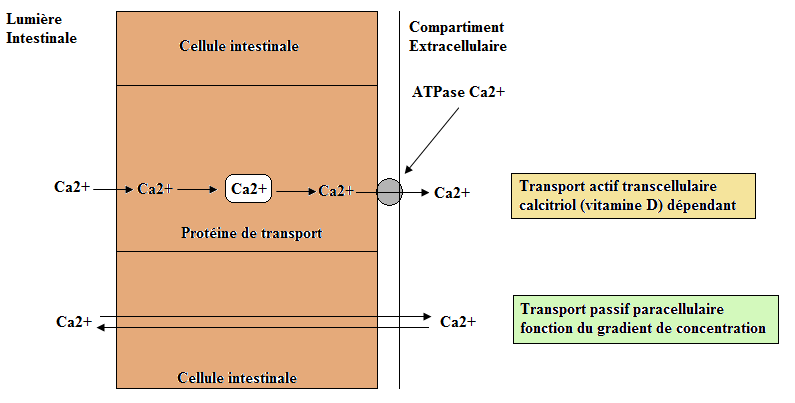 Lumière
Intestinale
Cellule intestinale
Compartiment
Extracellulaire
ATPase Ca2+
Ca2+ Ca2+ Ca2+ Ca2+ Ca2+
Transport actif transcellulaire
calcitriol (vitamine D) dépendant
Protéine de transport
Ca2+ Ca2+
Transport passif paracellulaire
fonction du gradient de concentration
Cellule intestinale